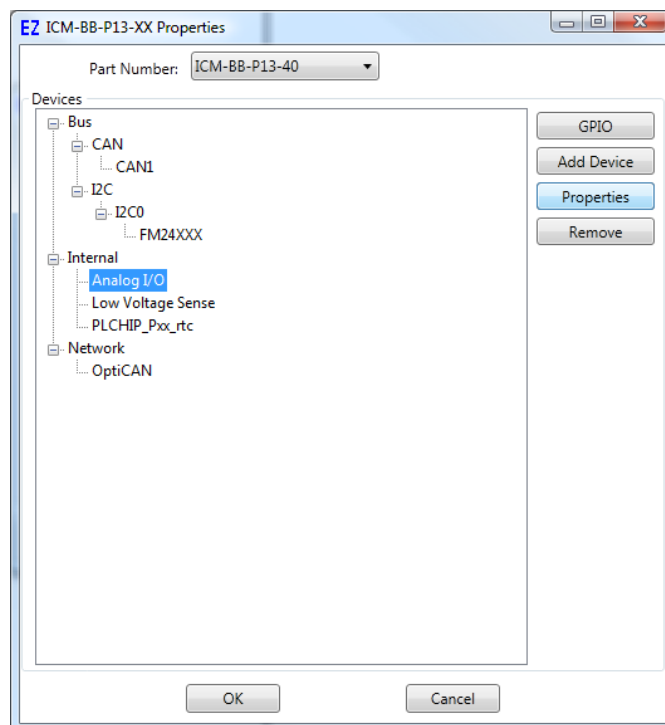 EZ ICM-BB-P13-XX Properties
Part Number: ICM-BB-P13-40
Devices
Bus
CAN
CAN1
I2C
I2C0
FM24XXX
Internal
Analog I/O
Low Voltage Sense
PLCHIP_Pxx_rtc
Network
OptiCAN
GPIO
Add Device
Properties
Remove
OK Cancel